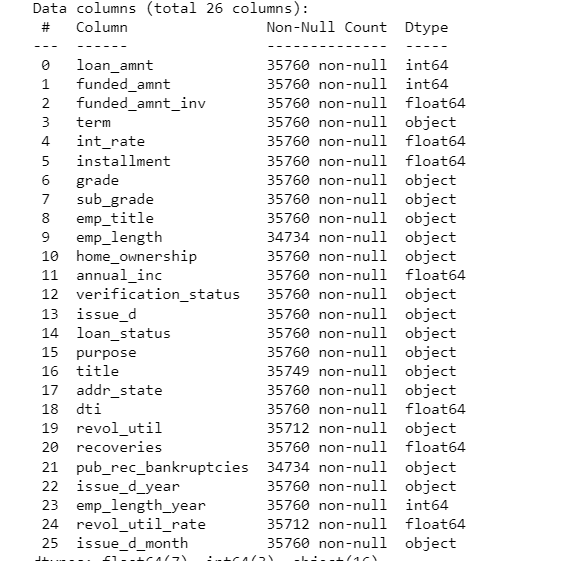 Data columns (total 26 columns):
 #   Column                Non-Null Count  Dtype
---  ------                --------------  -----
 0   loan_amnt             35760 non-null  int64
 1   funded_amnt           35760 non-null  int64
 2   funded_amnt_inv       35760 non-null  float64
 3   term                  35760 non-null  object
 4   int_rate              35760 non-null  float64
 5   installment           35760 non-null  float64
 6   grade                 35760 non-null  object
 7   sub_grade             35760 non-null  object
 8   emp_title             35760 non-null  object
 9   emp_length            34734 non-null  object
 10  home_ownership        35760 non-null  object
 11  annual_inc            35760 non-null  float64
 12  verification_status   35760 non-null  object
 13  issue_d               35760 non-null  object
 14  loan_status           35760 non-null  object
 15  purpose               35760 non-null  object
 16  title                 35749 non-null  object
 17  addr_state            35760 non-null  object
 18  dti                   35760 non-null  float64
 19  revol_util            35712 non-null  object
 20  recoveries            35760 non-null  float64
 21  pub_rec_bankruptcies  34734 non-null  object
 22  issue_d_year          35760 non-null  object
 23  emp_length_year       35760 non-null  int64
 24  revol_util_rate       35712 non-null  float64
 25  issue_d_month         35760 non-null  object
dtypes: float64(7), int64(3), object(16)